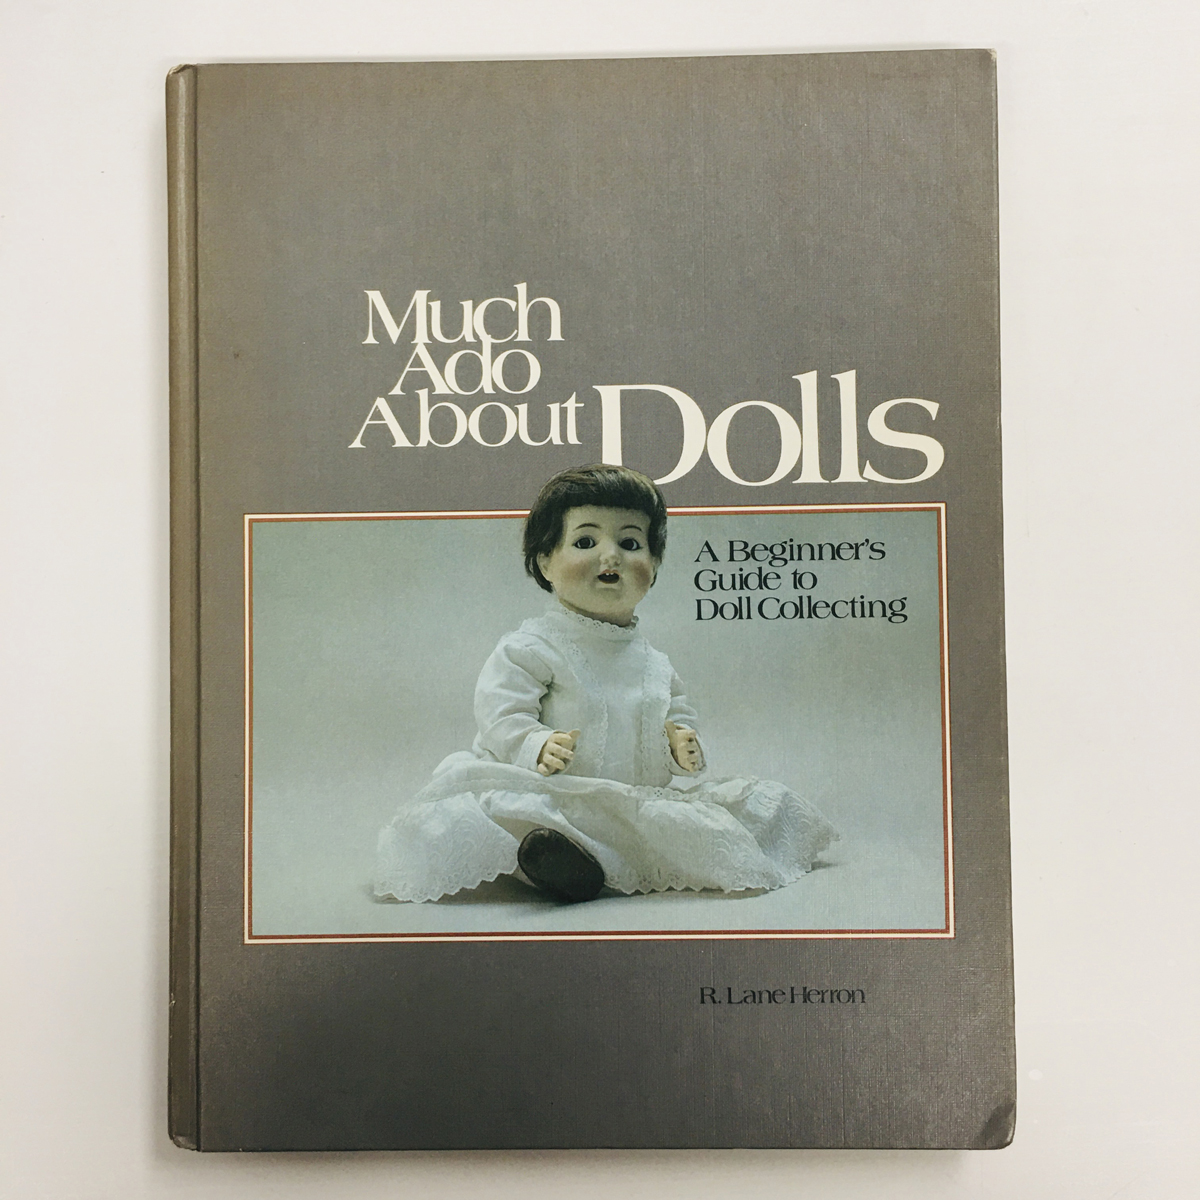 Much
Ado
About Dolls
A Beginner's
Guide to
Doll Collecting
R. Lane Herron